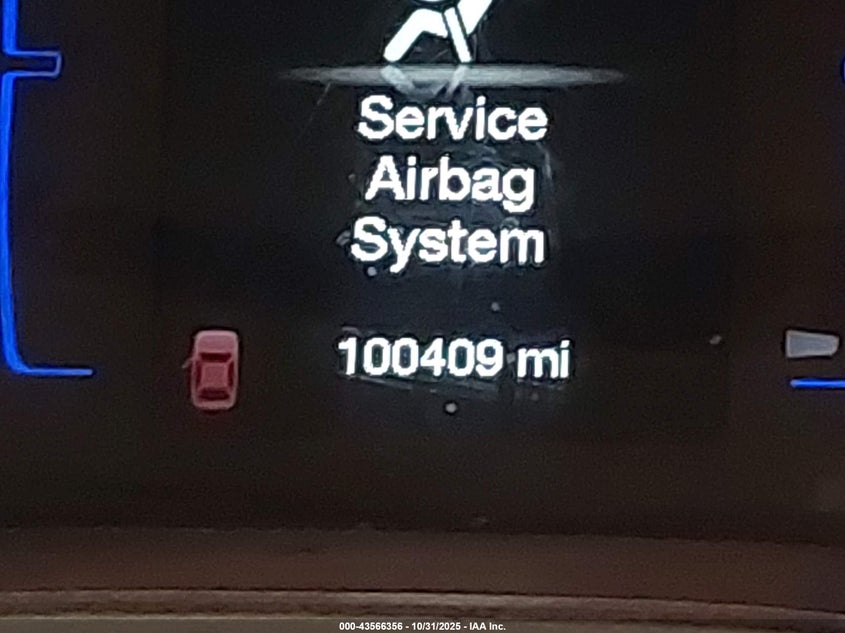 Service
Airbag
System
100409 mi
000-43566356 - 10/31/2025 - IAA Inc.